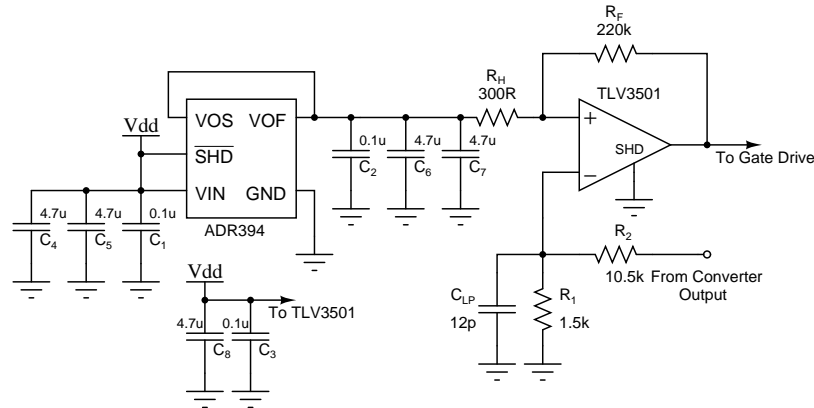 R_F
220k
R_H
300R
TLV3501
VOS VOF
Vdd
SHD
VIN GND
ADR394
0.1u
C_2
4.7u
C_6
4.7u
C_7
+
−
SHD
To Gate Drive
4.7u
C_4
4.7u
C_5
0.1u
C_1
R_2
10.5k From Converter
Output
Vdd
To TLV3501
4.7u
C_8
0.1u
C_3
C_LP
12p
R_1
1.5k